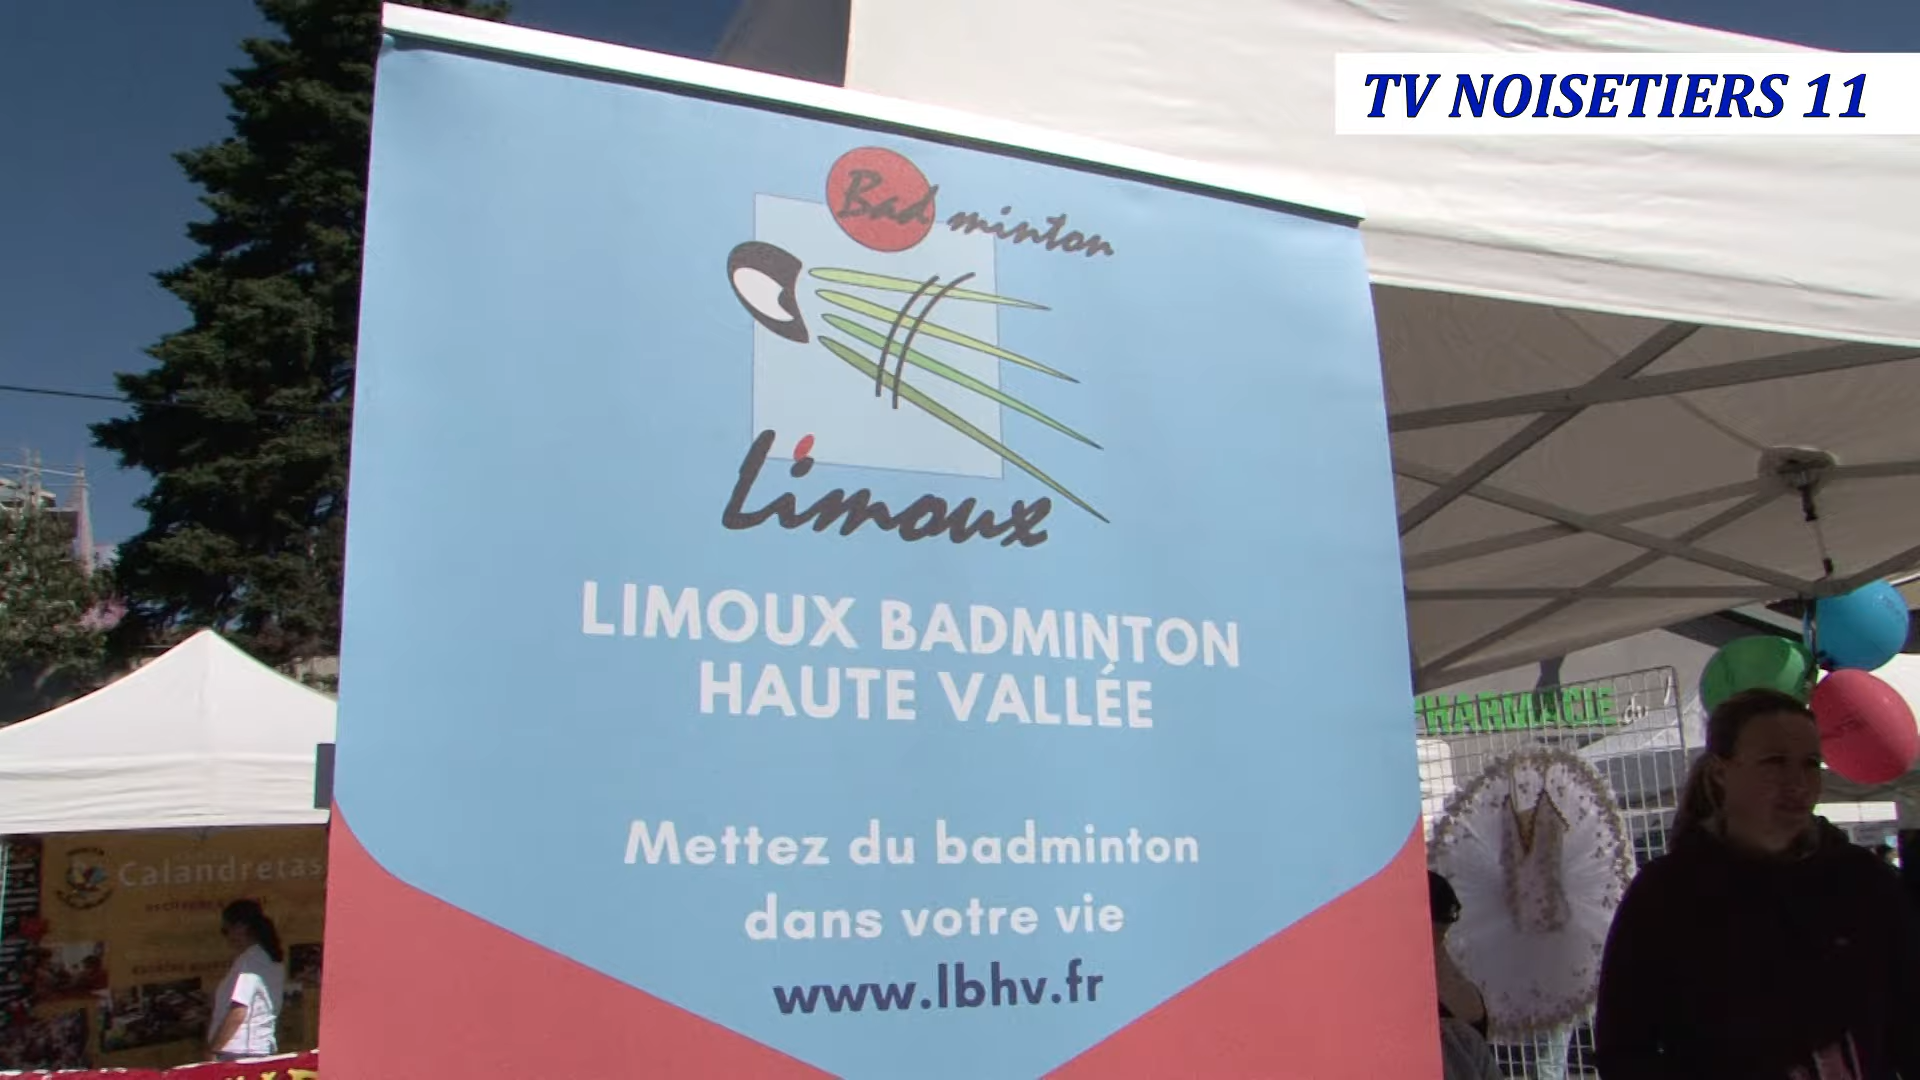 TV NOISETIERS 11
Badminton
Limoux
LIMOUX BADMINTON
HAUTE VALLÉE
Mettez du badminton
dans votre vie
www.lbhv.fr
PHARMACIE du
Calandretas